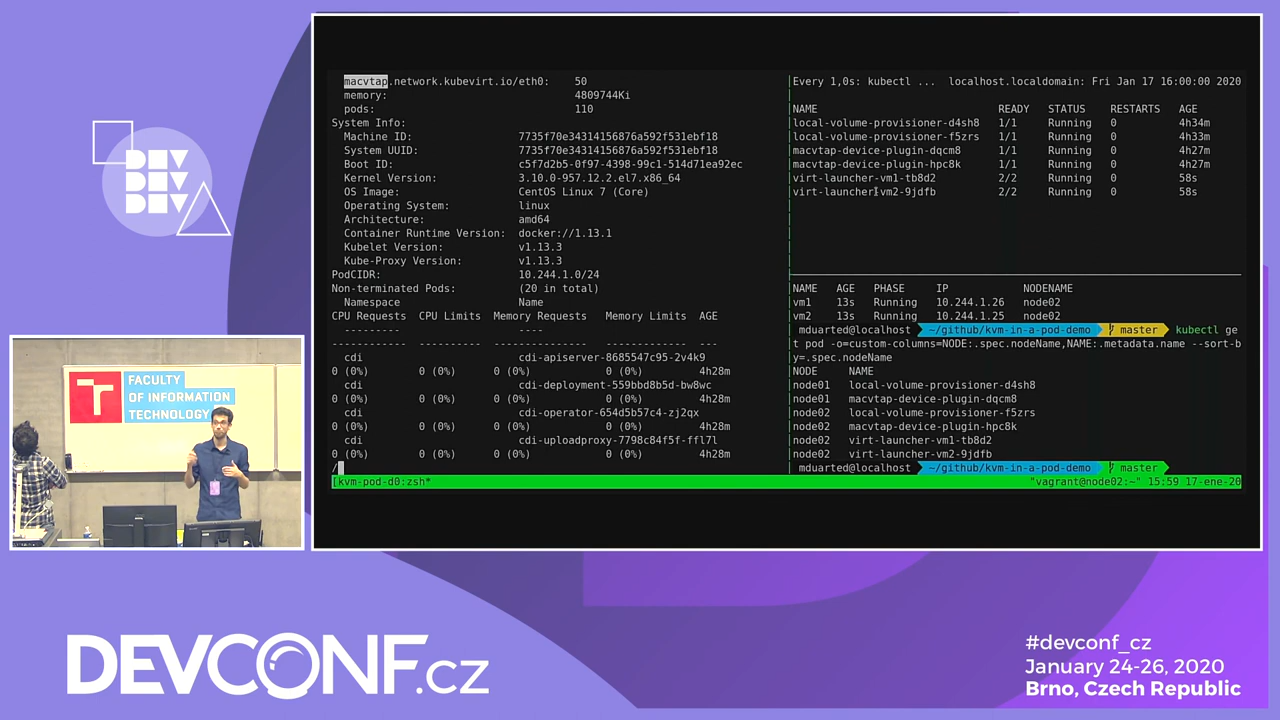 DEV
DEV
FACULTY
OF INFORMATION
TECHNOLOGY
macvtap.network.kubevirt.io/eth0: 50
memory: 4809744Ki
pods: 110
System Info:
Machine ID: 7735f70e34314156876a592f531ebf18
System UUID: 7735f70e34314156876a592f531ebf18
Boot ID: c5f7d2b5-0f97-4398-99c1-514d71ea92ec
Kernel Version: 3.10.0-957.12.2.el7.x86_64
OS Image: CentOS Linux 7 (Core)
Operating System: linux
Architecture: amd64
Container Runtime Version: docker://1.13.1
Kubelet Version: v1.13.3
Kube-Proxy Version: v1.13.3
PodCIDR: 10.244.1.0/24
Non-terminated Pods: (20 in total)
Namespace Name
CPU Requests CPU Limits Memory Requests Memory Limits AGE
--------- ----
------------ ---------- --------------- ------------- ---
cdi cdi-apiserver-8685547c95-2v4k9
0 (0%) 0 (0%) 0 (0%) 0 (0%) 4h28m
cdi cdi-deployment-559bbd8b5d-bw8wc
0 (0%) 0 (0%) 0 (0%) 0 (0%) 4h28m
cdi cdi-operator-654d5b57c4-zj2qx
0 (0%) 0 (0%) 0 (0%) 0 (0%) 4h28m
cdi cdi-uploadproxy-7798c84f5f-ffl7l
0 (0%) 0 (0%) 0 (0%) 0 (0%) 4h28m
/
Every 1,0s: kubectl ... localhost.localdomain: Fri Jan 17 16:00:00 2020
NAME READY STATUS RESTARTS AGE
local-volume-provisioner-d4sh8 1/1 Running 0 4h34m
local-volume-provisioner-f5zrs 1/1 Running 0 4h33m
macvtap-device-plugin-dqcm8 1/1 Running 0 4h27m
macvtap-device-plugin-hpc8k 1/1 Running 0 4h27m
virt-launcher-vm1-tb8d2 2/2 Running 0 58s
virt-launcher-vm2-9jdfb 2/2 Running 0 58s
NAME AGE PHASE IP NODENAME
vm1 13s Running 10.244.1.26 node02
vm2 13s Running 10.244.1.25 node02
mduarted@localhost ~/github/kvm-in-a-pod-demo master kubectl ge
t pod -o=custom-columns=NODE:.spec.nodeName,NAME:.metadata.name --sort-b
y=.spec.nodeName
NODE NAME
node01 local-volume-provisioner-d4sh8
node01 macvtap-device-plugin-dqcm8
node02 local-volume-provisioner-f5zrs
node02 macvtap-device-plugin-hpc8k
node02 virt-launcher-vm1-tb8d2
node02 virt-launcher-vm2-9jdfb
mduarted@localhost ~/github/kvm-in-a-pod-demo master
[kvm-pod-d0:zsh* "vagrant@node02:~" 15:59 17-ene-20
DEVCONF.cz
#devconf_cz
January 24-26, 2020
Brno, Czech Republic